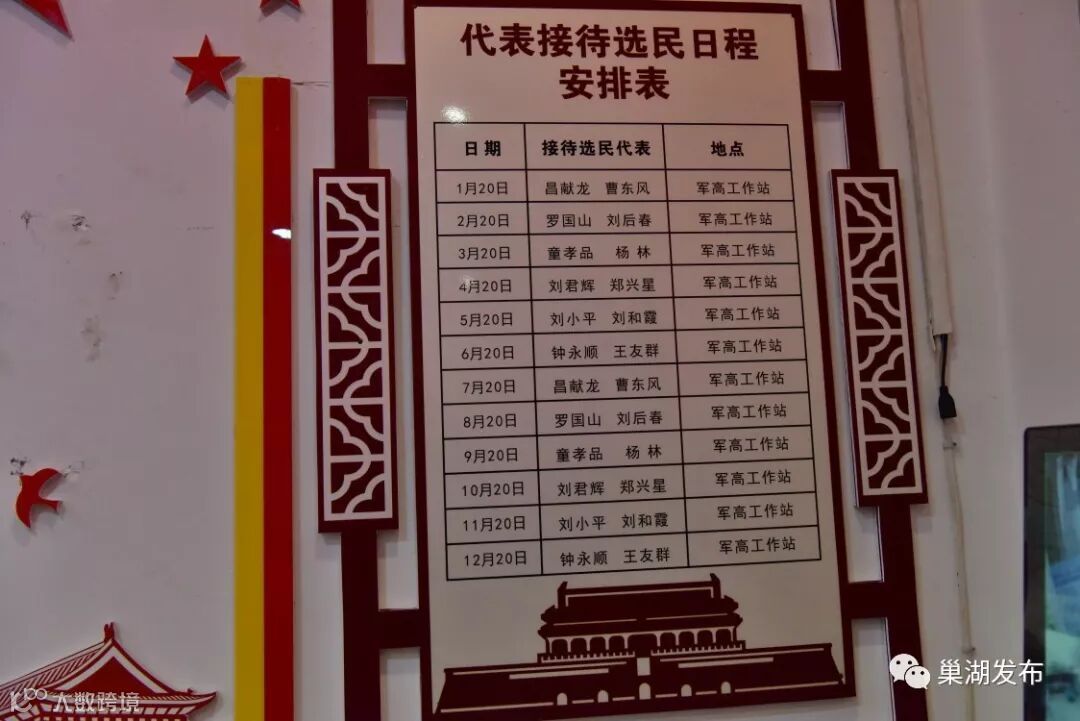 代表接待选民日程
安排表
日期 接待选民代表 地点
1月20日 昌献龙 曹东风 军高工作站
2月20日 罗国山 刘后春 军高工作站
3月20日 童孝品 杨林 军高工作站
4月20日 刘君辉 郑兴星 军高工作站
5月20日 刘小平 刘和霞 军高工作站
6月20日 钟永顺 王友群 军高工作站
7月20日 昌献龙 曹东风 军高工作站
8月20日 罗国山 刘后春 军高工作站
9月20日 童孝品 杨林 军高工作站
10月20日 刘君辉 郑兴星 军高工作站
11月20日 刘小平 刘和霞 军高工作站
12月20日 钟永顺 王友群 军高工作站
巢湖发布
大数跨境